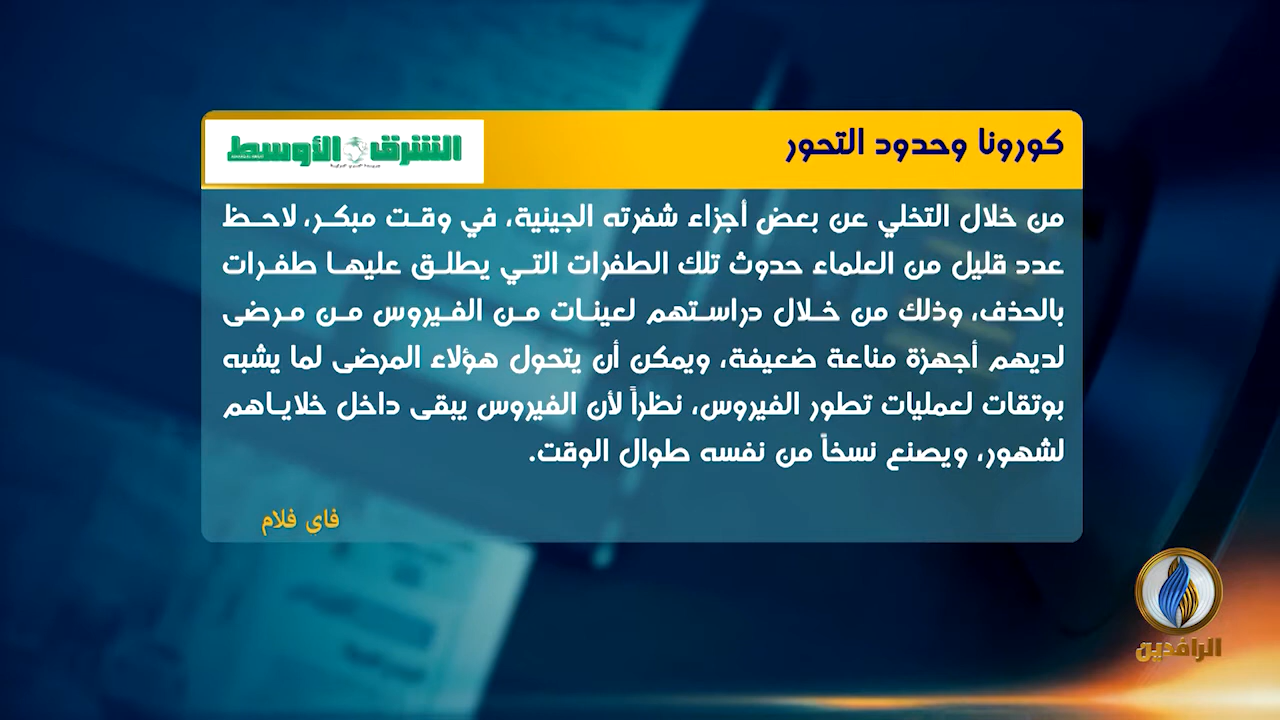 كورونا وحدود التحور
الشرق الأوسط
من خلال التخلي عن بعض أجزاء شفرته الجينية، في وقت مبكر، لاحظ
عدد قليل من العلماء حدوث تلك الطفرات التي يطلق عليها طفرات
بالحذف، وذلك من خلال دراستهم لعينات من الفيروس من مرضى
لديهم أجهزة مناعة ضعيفة، ويمكن أن يتحول هؤلاء المرضى لما يشبه
بوتقات لعمليات تطور الفيروس، نظراً لأن الفيروس يبقى داخل خلاياهم
لشهور، ويصنع نسخاً من نفسه طوال الوقت.
فاي فلام
الرافدين